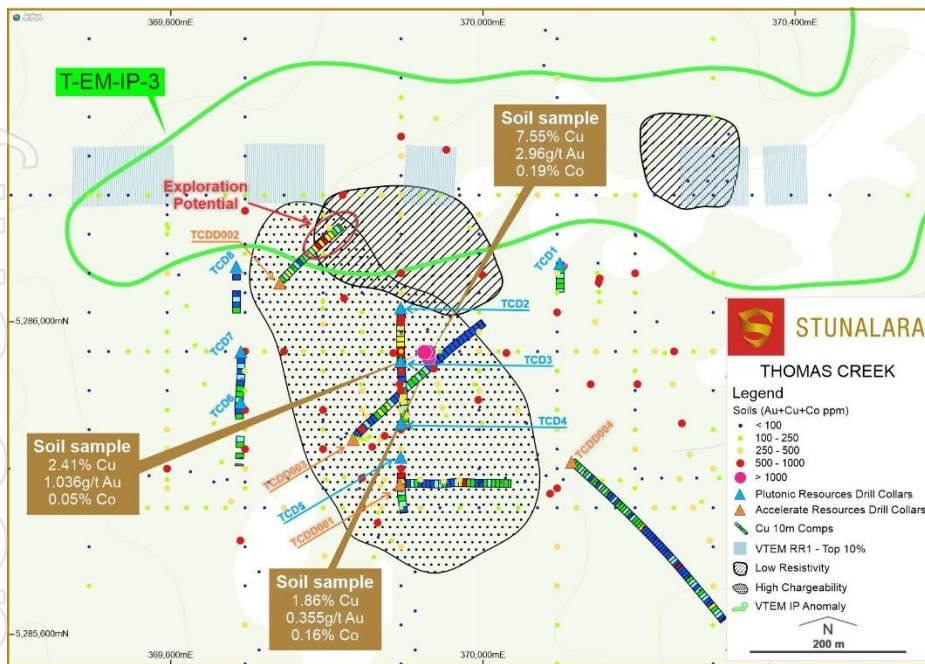 369,600mE
370,000mE
370,400mE
T-EM-IP-3
Soil sample
7.55% Cu
2.96g/t Au
0.19% Co
Exploration
Potential
TCDD002
TCD8
TCD1
TCD2
5,286,000mN
TCD7
TCD3
TCD6
TCD4
Soil sample
2.41% Cu
1.036g/t Au
0.05% Co
TCDD003
TCDD004
TCD5
TCDD001
Soil sample
1.86% Cu
0.355g/t Au
0.16% Co
5,285,600mN
369,600mE
370,000mE
STUNALARA
THOMAS CREEK
Legend
Soils (Au+Cu+Co ppm)
< 100
100 - 250
250 - 500
500 - 1000
> 1000
Plutonic Resources Drill Collars
Accelerate Resources Drill Collars
Cu 10m Comps
VTEM RR1 - Top 10%
Low Resistivity
High Chargeability
VTEM IP Anomaly
N
200 m